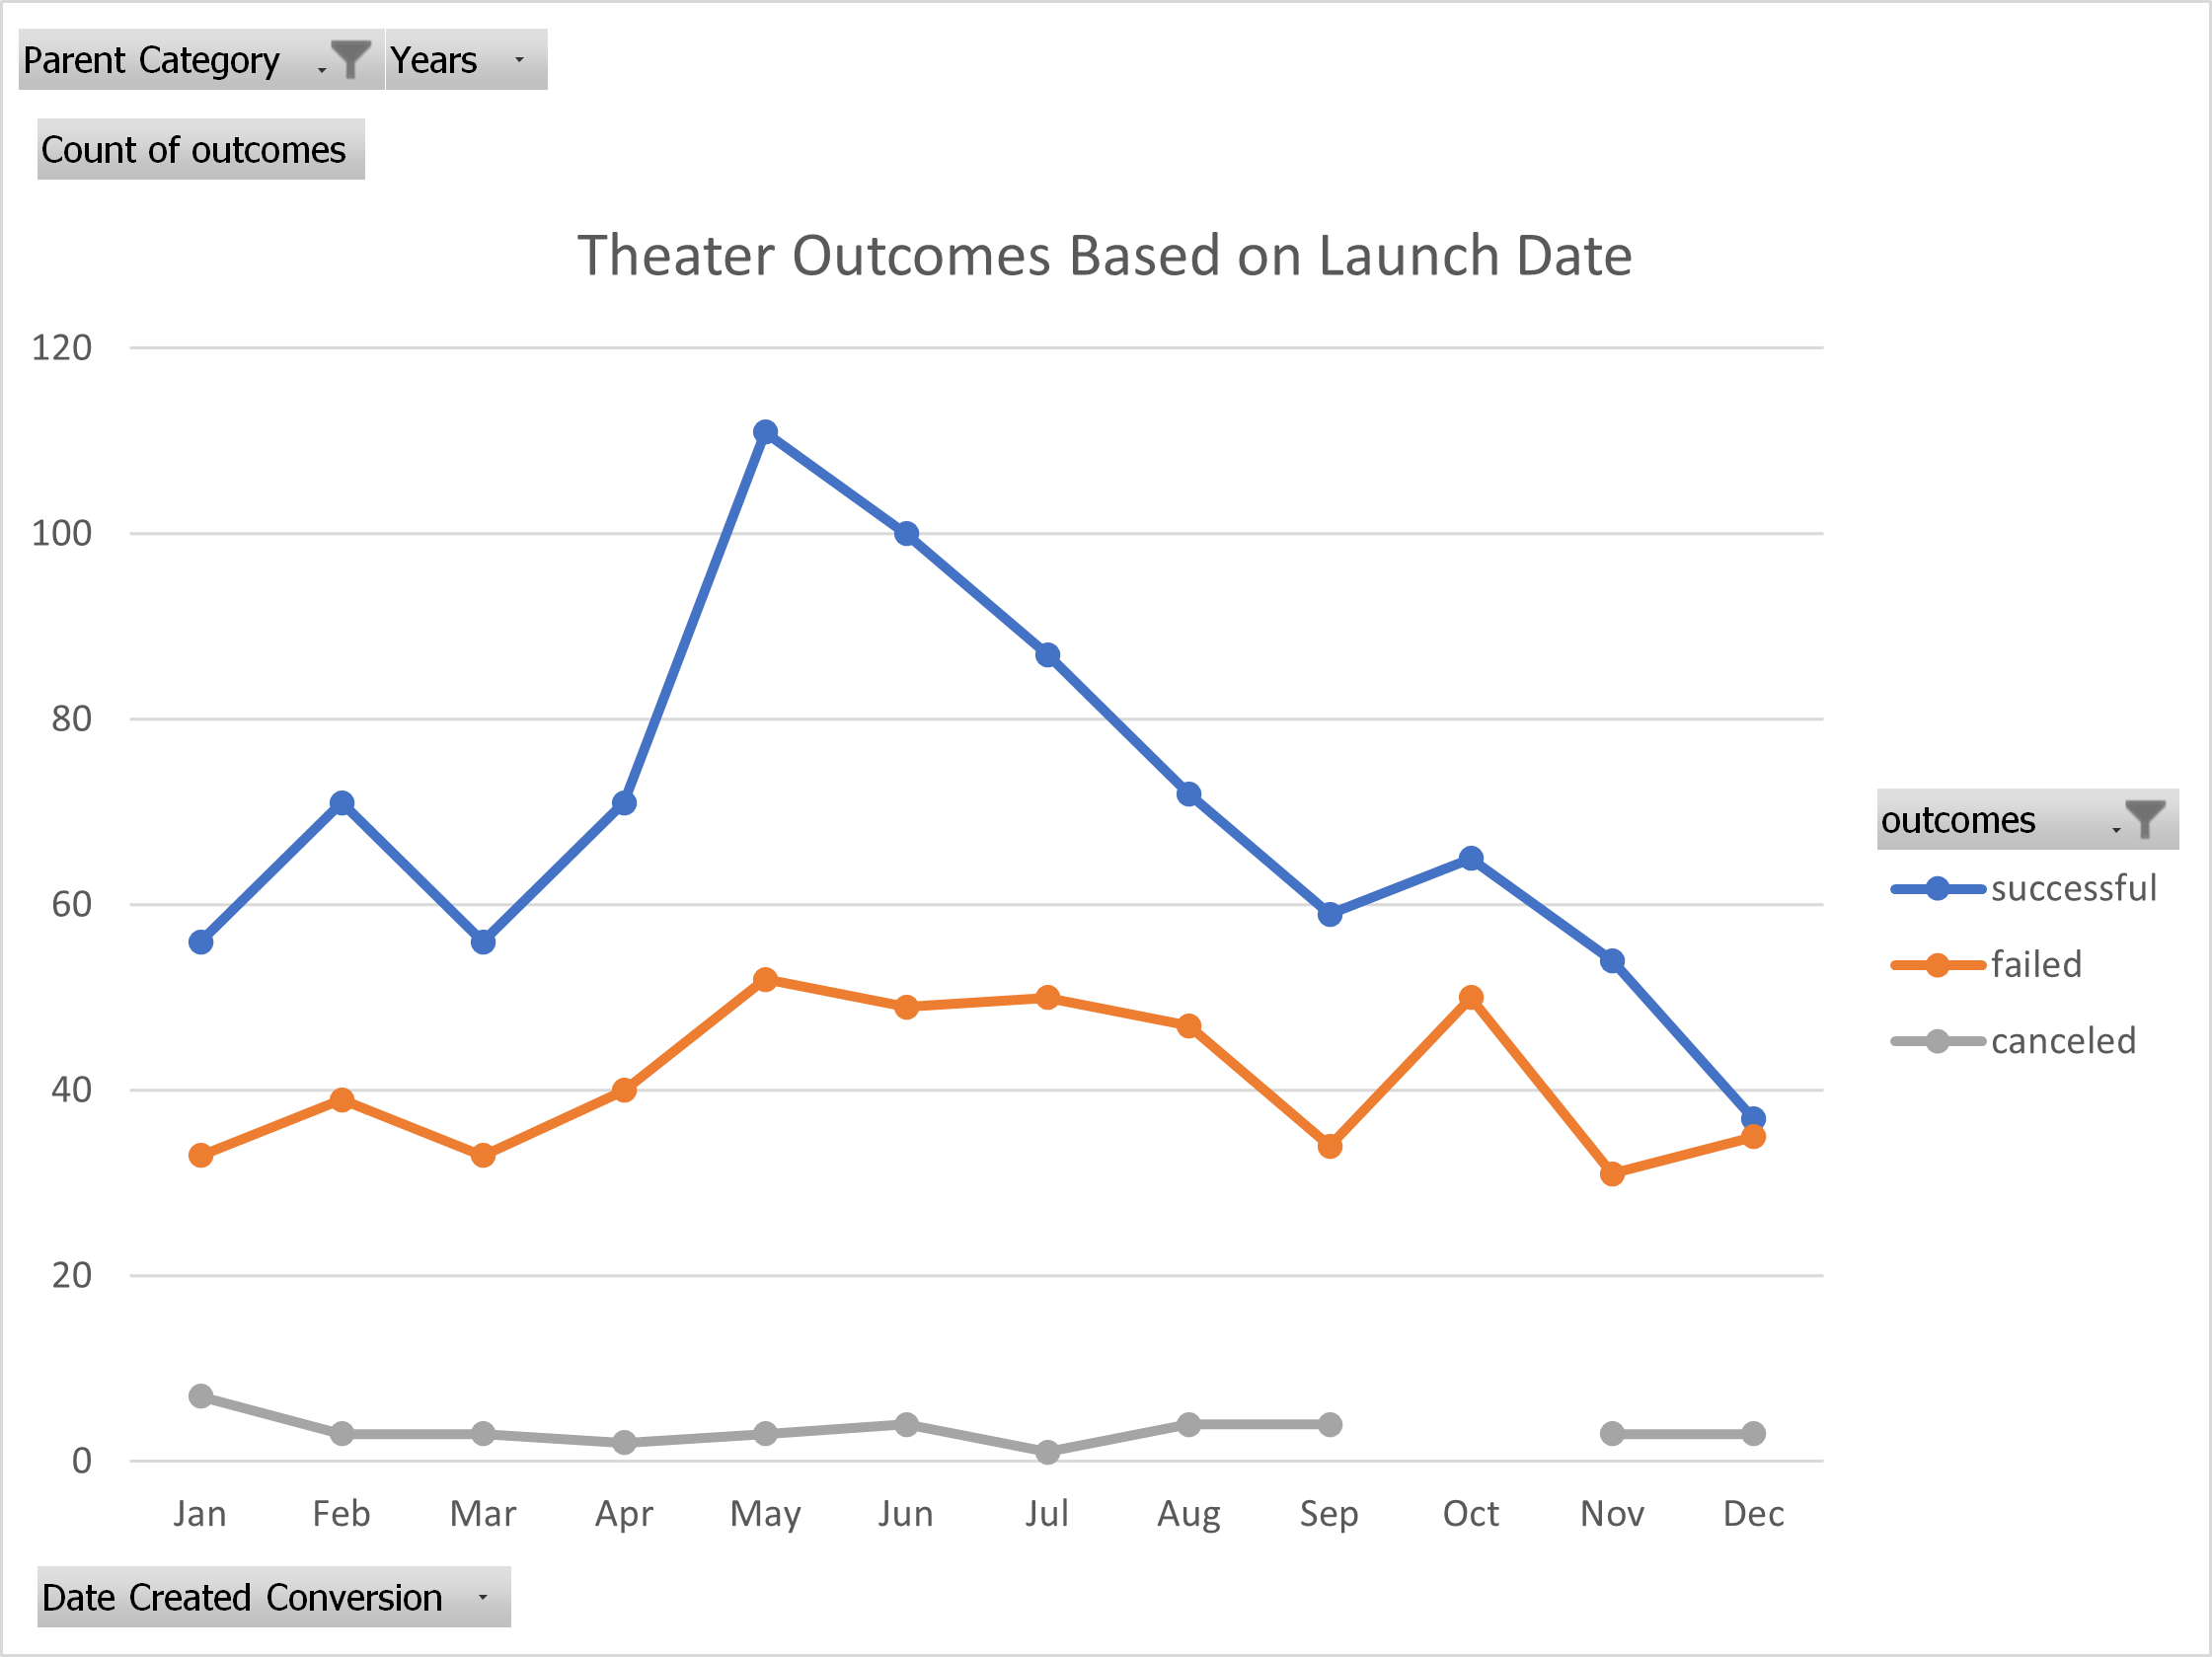 Parent Category Years
Count of outcomes
Theater Outcomes Based on Launch Date
120
100
80
60
40
20
0
Jan Feb Mar Apr May Jun Jul Aug Sep Oct Nov Dec
outcomes
successful
failed
canceled
Date Created Conversion